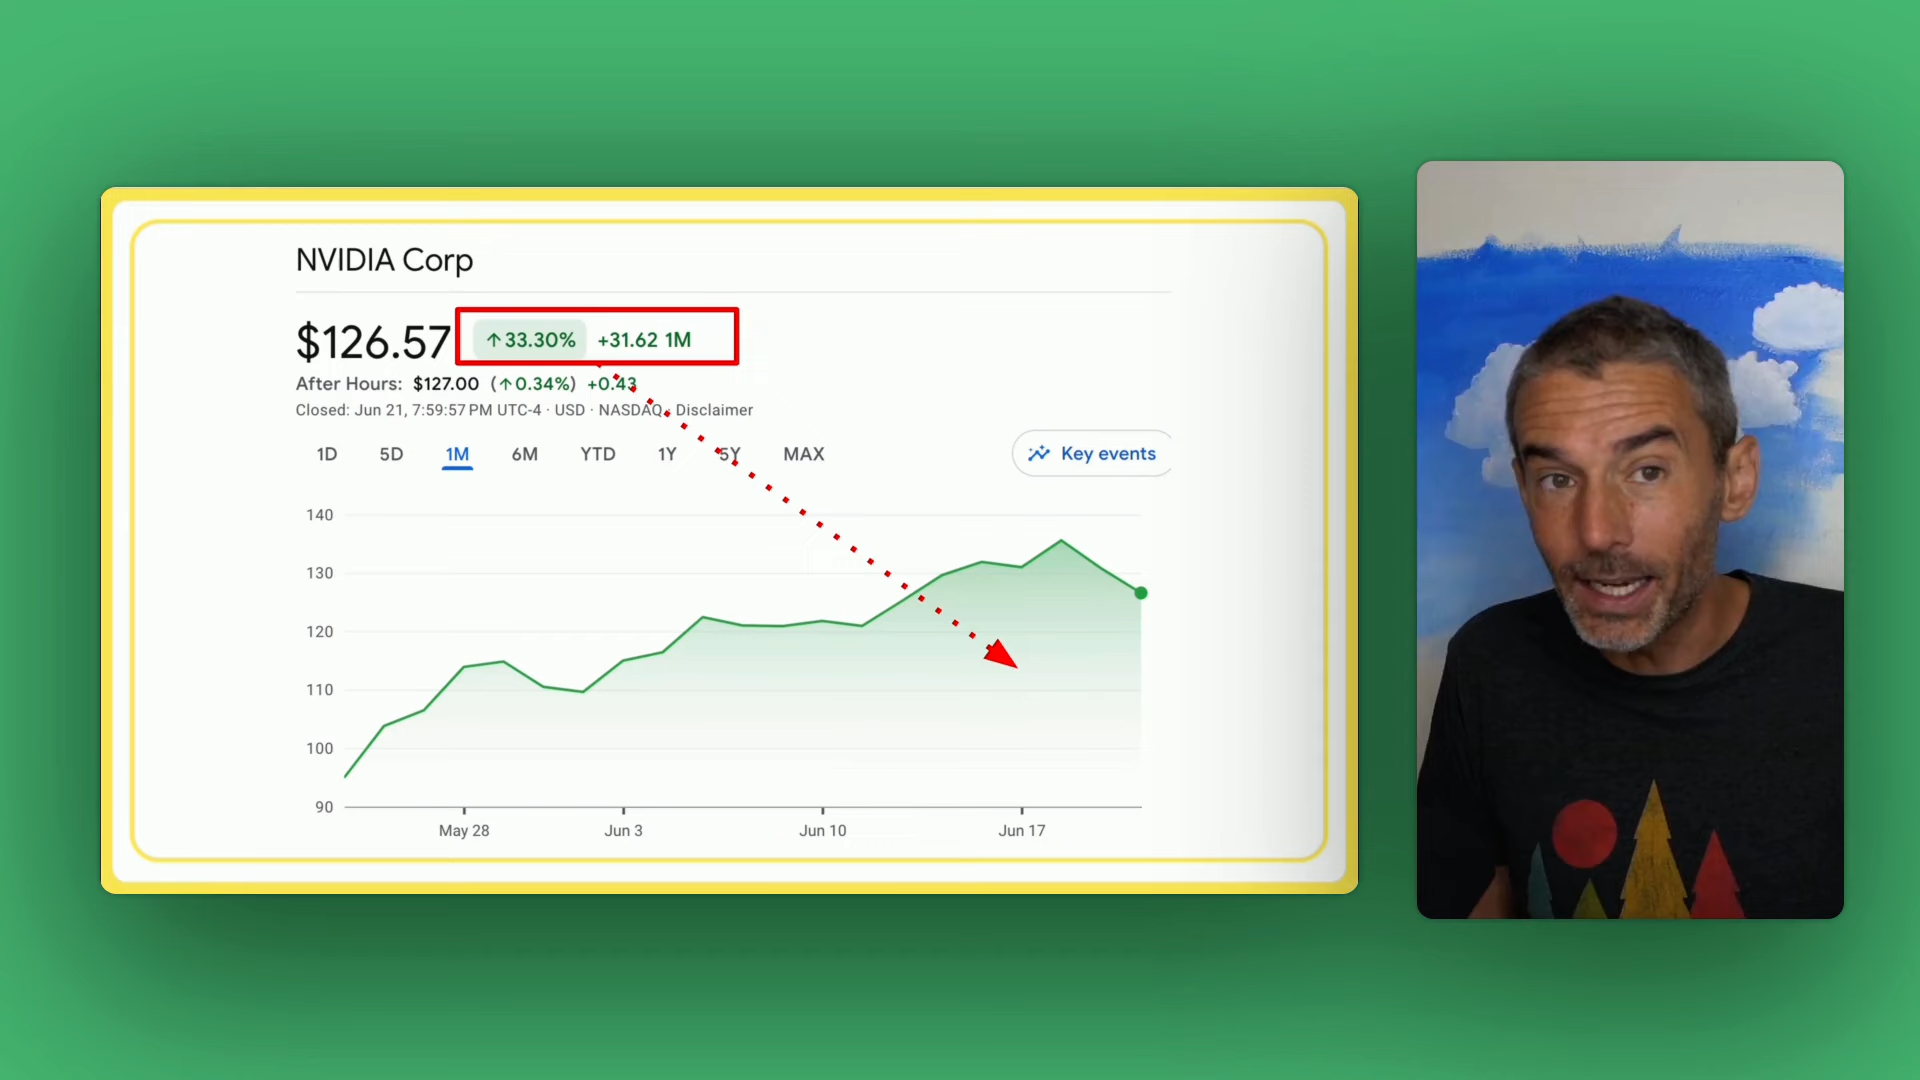 NVIDIA Corp
$126.57 ↑33.30% +31.62 1M
After Hours: $127.00 (↑0.34%) +0.43
Closed: Jun 21, 7:59:57 PM UTC-4 · USD · NASDAQ · Disclaimer
1D 5D 1M 6M YTD 1Y 5Y MAX
Key events
140
130
120
110
100
90
May 28 Jun 3 Jun 10 Jun 17